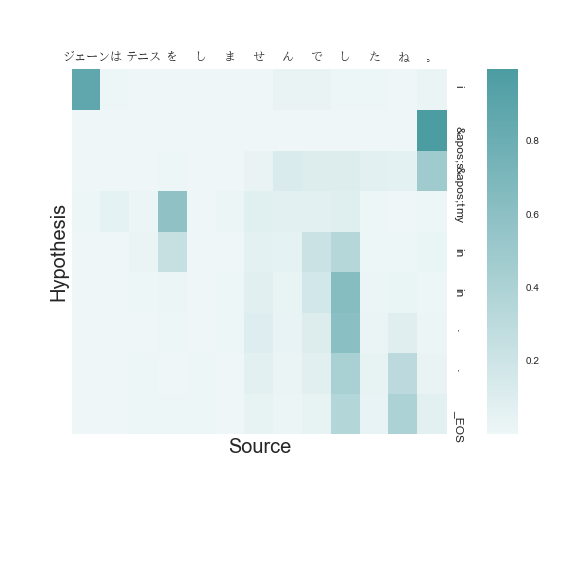 ジェーンは テニス を し ま せ ん で し た ね 。
Hypothesis
i
&apos;s
&apos;t
my
in
in
.
.
_EOS
0.8
0.6
0.4
0.2
Source